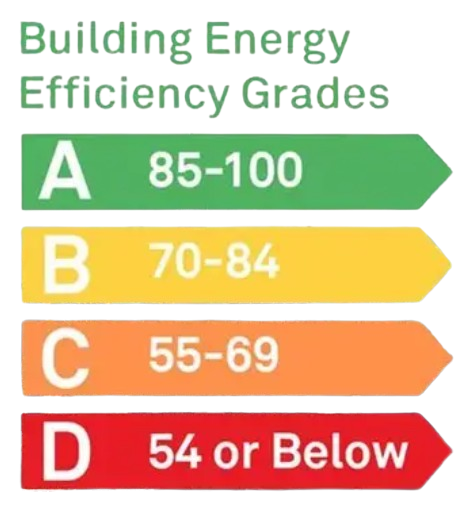 Building Energy
Efficiency Grades
A 85-100
B 70-84
C 55-69
D 54 or Below